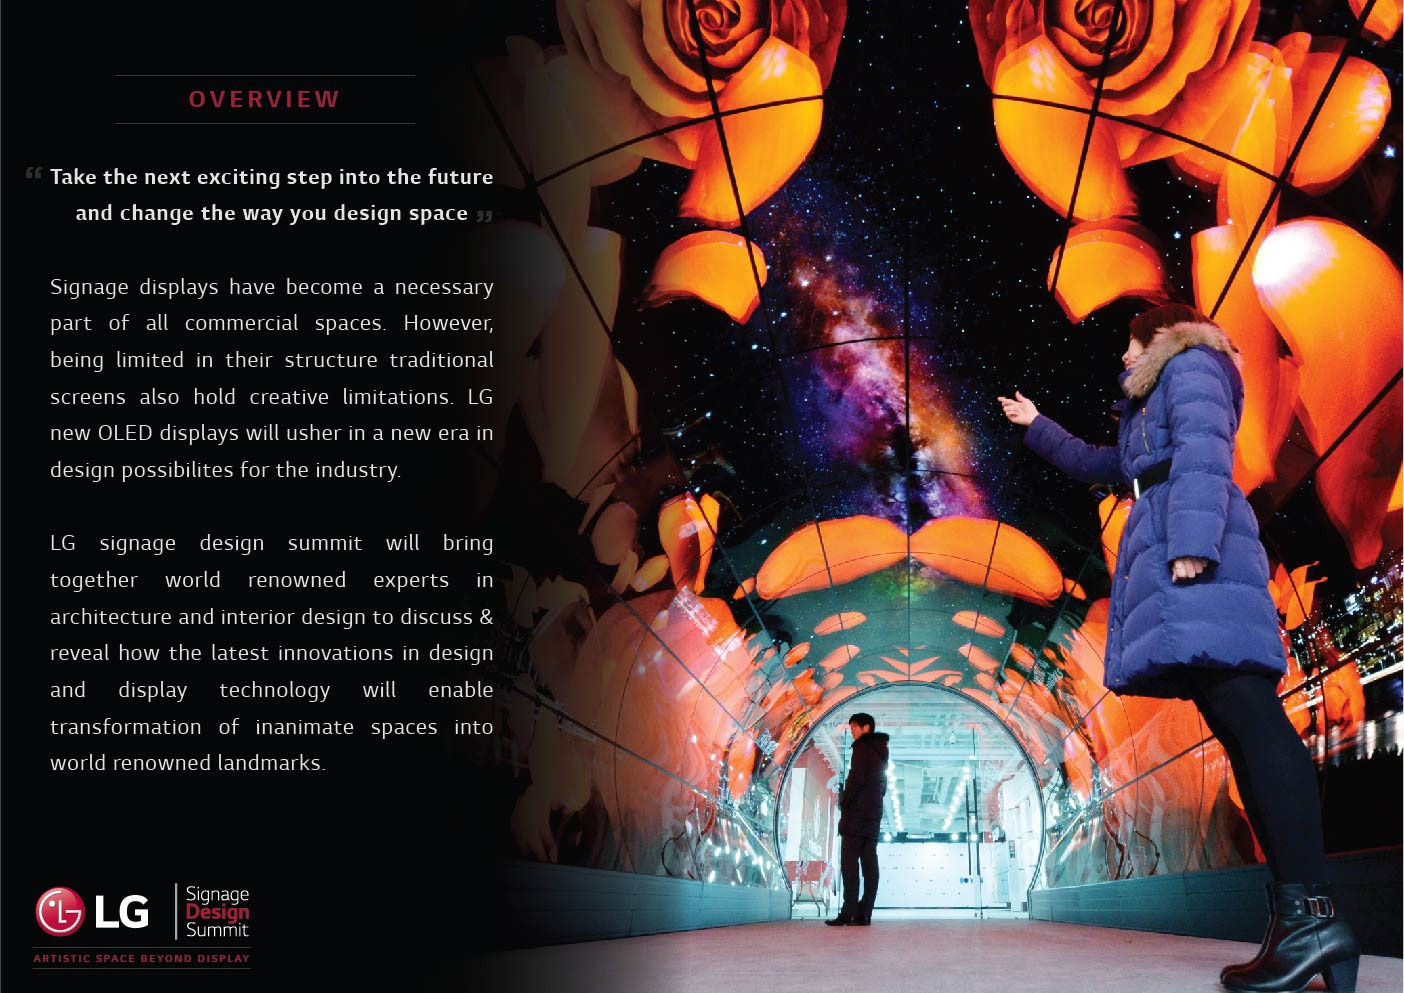 OVERVIEW
“ Take the next exciting step into the future
and change the way you design space ”
Signage displays have become a necessary
part of all commercial spaces. However,
being limited in their structure traditional
screens also hold creative limitations. LG
new OLED displays will usher in a new era in
design possibilites for the industry.
LG signage design summit will bring
together world renowned experts in
architecture and interior design to discuss &
reveal how the latest innovations in design
and display technology will enable
transformation of inanimate spaces into
world renowned landmarks.
LG
Signage
Design
Summit
ARTISTIC SPACE BEYOND DISPLAY